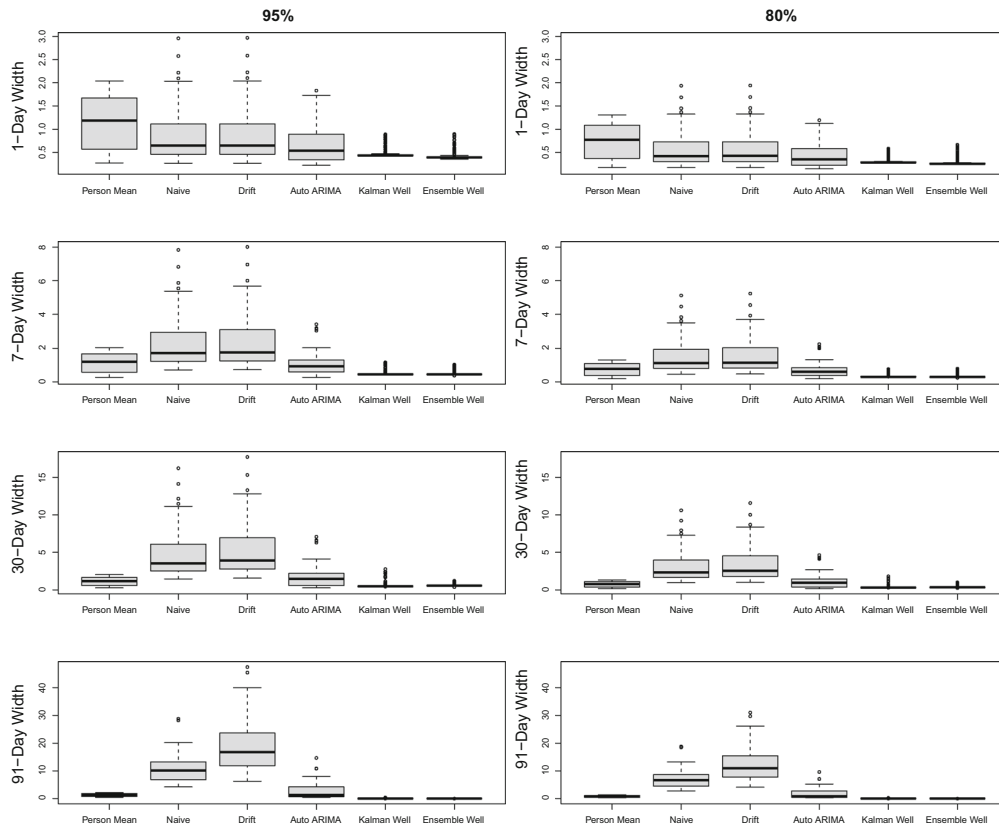 95%
80%
1−Day Width
3.0
2.5
2.0
1.5
1.0
0.5
Person Mean Naive Drift Auto ARIMA Kalman Well Ensemble Well
1−Day Width
3.0
2.5
2.0
1.5
1.0
0.5
Person Mean Naive Drift Auto ARIMA Kalman Well Ensemble Well
7−Day Width
8
6
4
2
0
Person Mean Naive Drift Auto ARIMA Kalman Well Ensemble Well
7−Day Width
8
6
4
2
0
Person Mean Naive Drift Auto ARIMA Kalman Well Ensemble Well
30−Day Width
15
10
5
0
Person Mean Naive Drift Auto ARIMA Kalman Well Ensemble Well
30−Day Width
15
10
5
0
Person Mean Naive Drift Auto ARIMA Kalman Well Ensemble Well
91−Day Width
40
30
20
10
0
Person Mean Naive Drift Auto ARIMA Kalman Well Ensemble Well
91−Day Width
40
30
20
10
0
Person Mean Naive Drift Auto ARIMA Kalman Well Ensemble Well